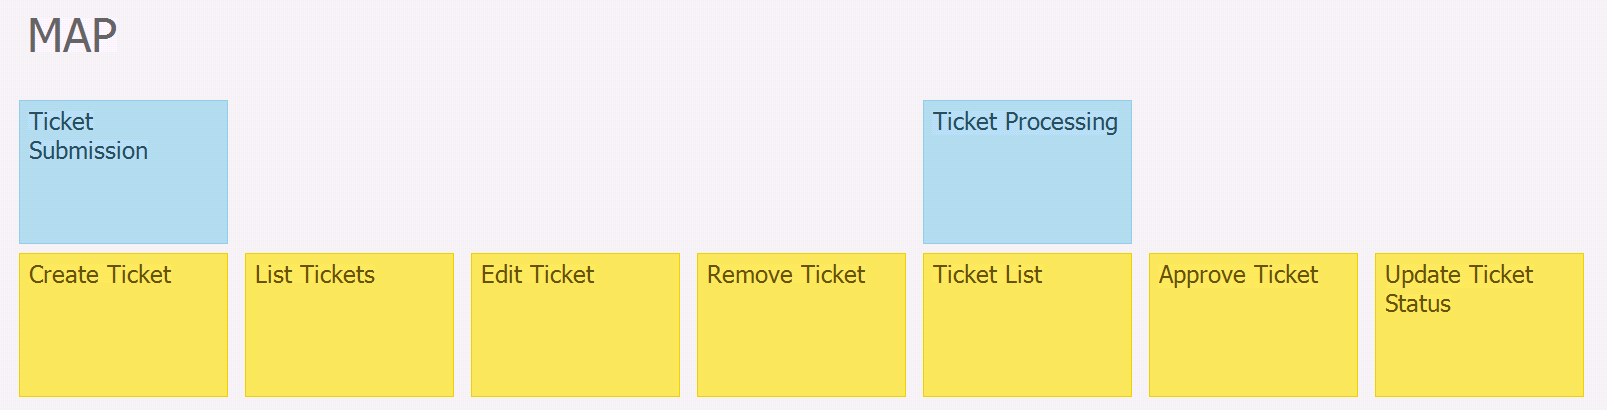 MAP
Ticket
Submission
Ticket Processing
Create Ticket
List Tickets
Edit Ticket
Remove Ticket
Ticket List
Approve Ticket
Update Ticket
Status